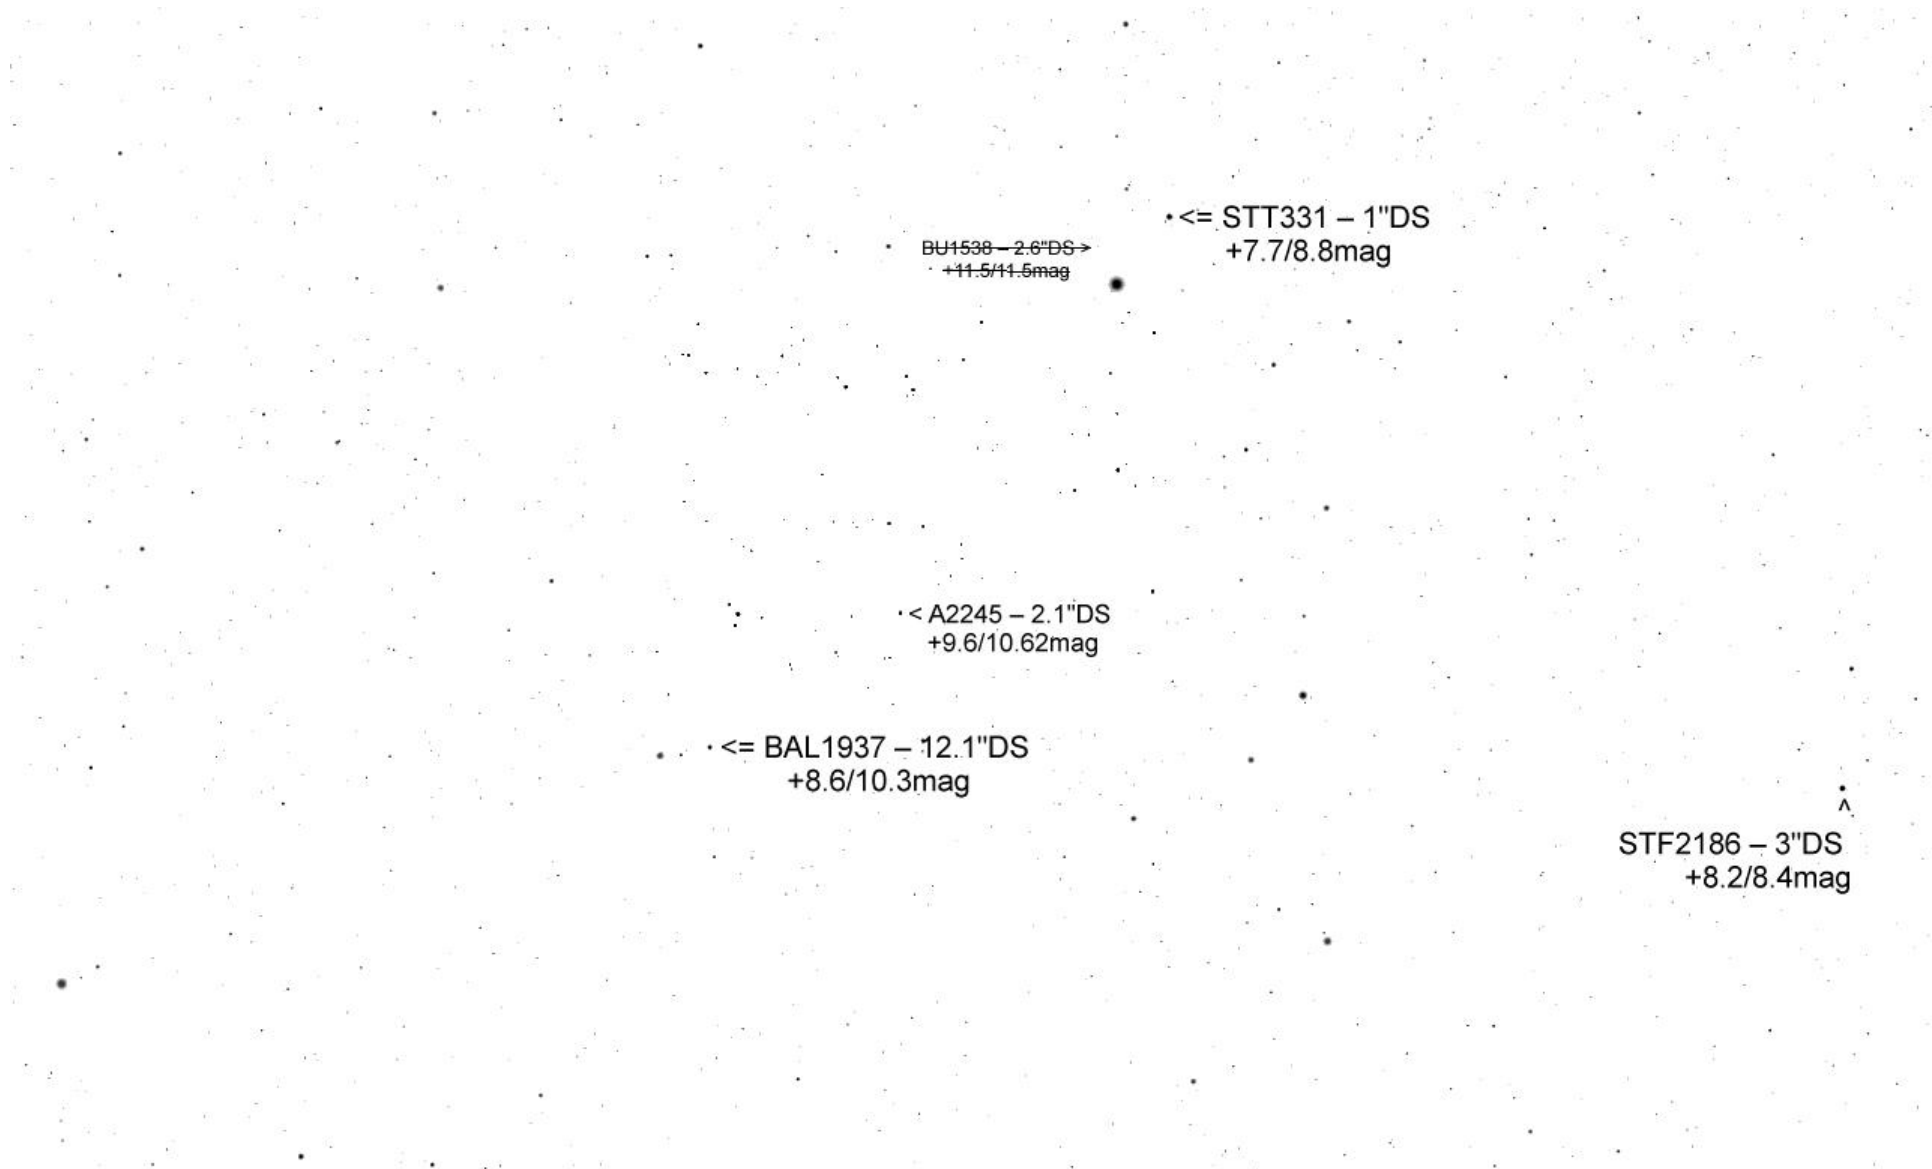 <= STT331 – 1"DS
+7.7/8.8mag
BU1538 – 2.6"DS >
+11.5/11.5mag
< A2245 – 2.1"DS
+9.6/10.62mag
<= BAL1937 – 12.1"DS
+8.6/10.3mag
^
STF2186 – 3"DS
+8.2/8.4mag